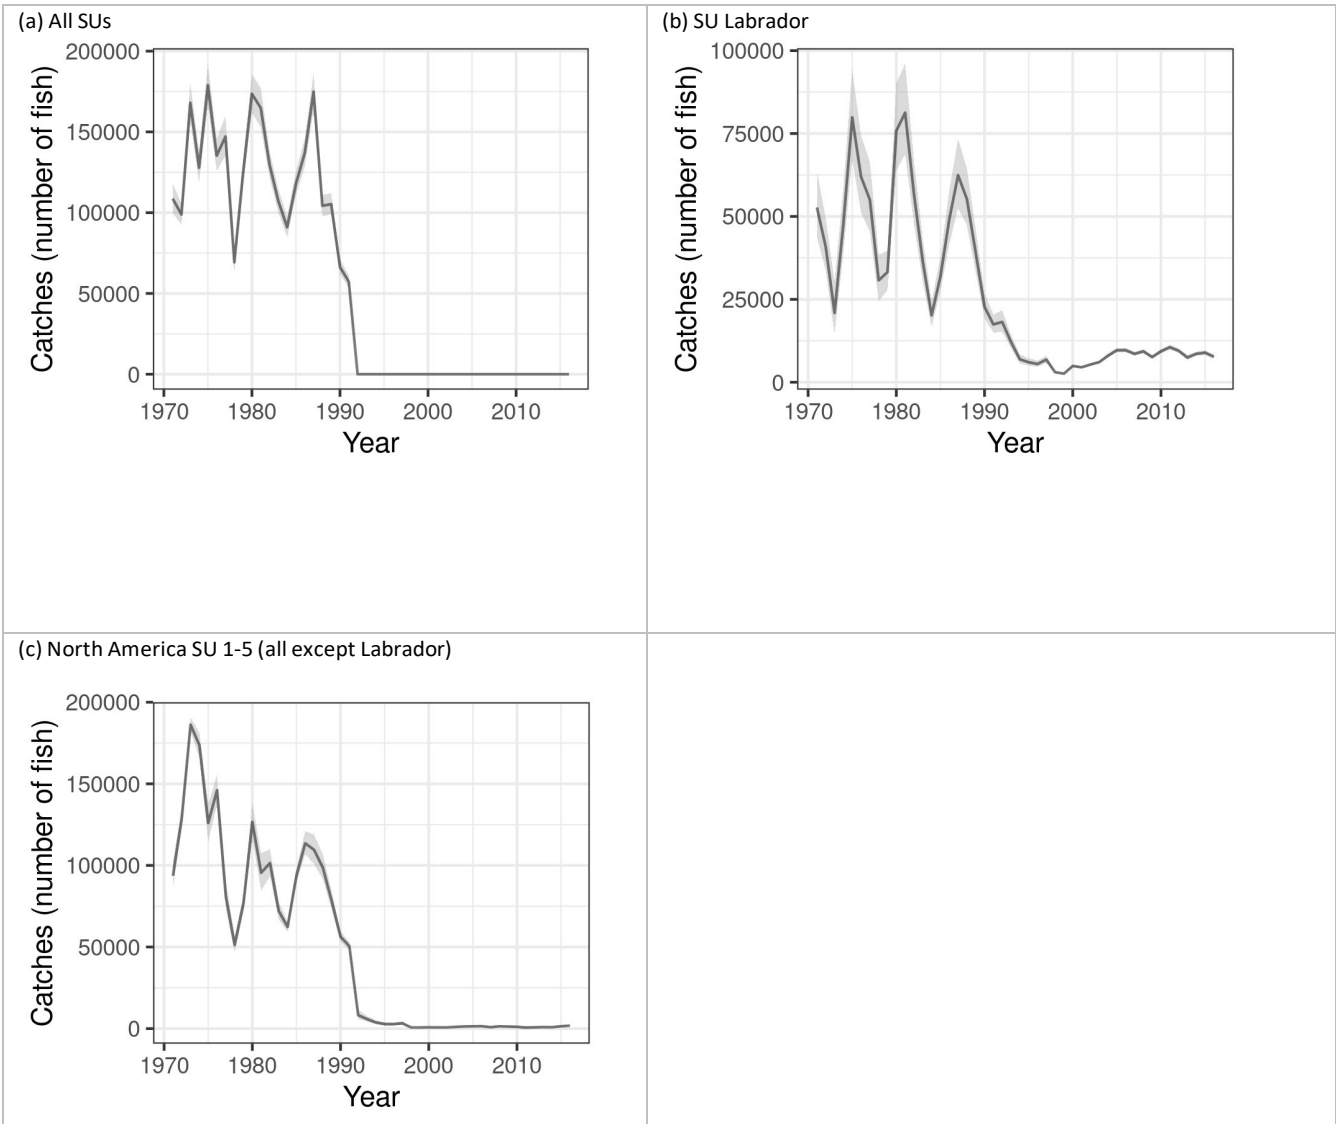 (a) All SUs
200000
150000
100000
50000
0
Catches (number of fish)
1970 1980 1990 2000 2010
Year
(b) SU Labrador
100000
75000
50000
25000
0
Catches (number of fish)
1970 1980 1990 2000 2010
Year
(c) North America SU 1-5 (all except Labrador)
200000
150000
100000
50000
0
Catches (number of fish)
1970 1980 1990 2000 2010
Year